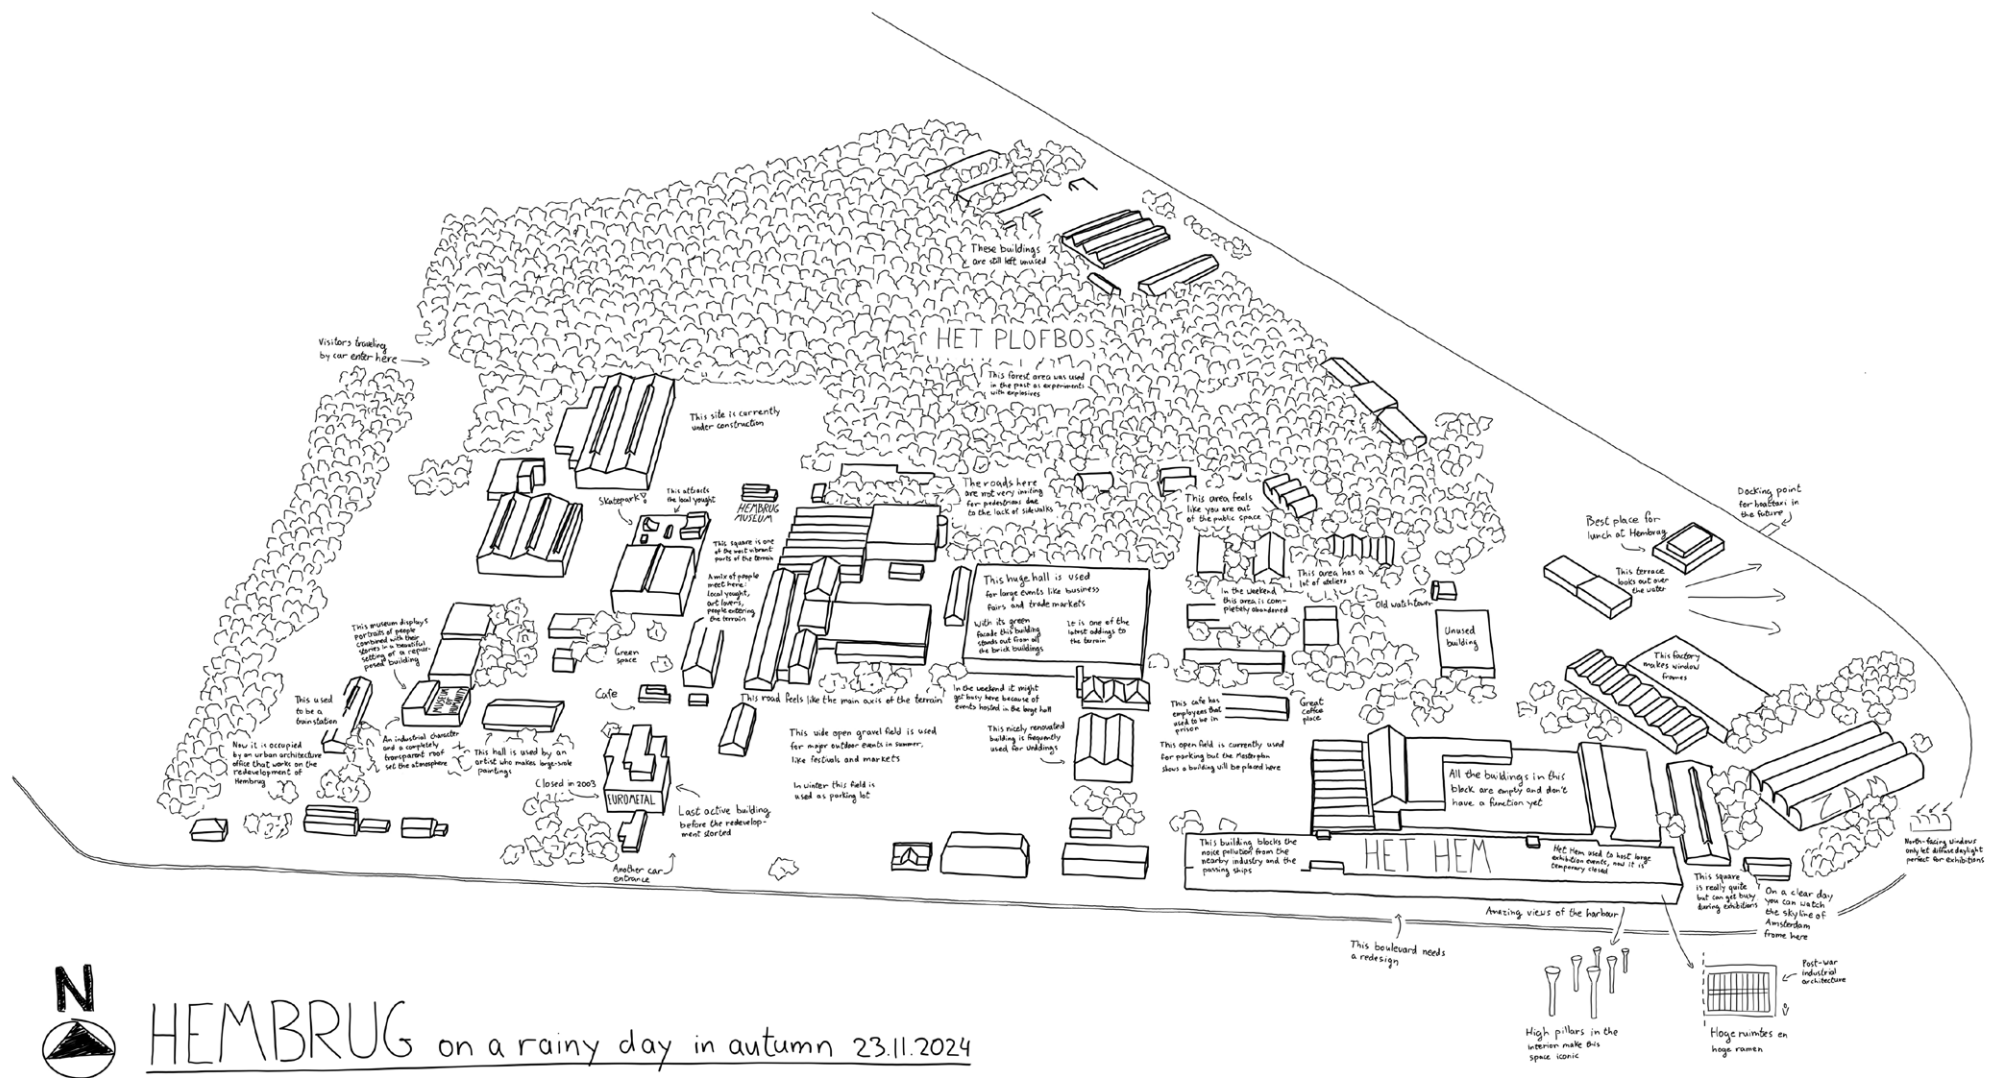 These buildings
are still left unused
HET PLOFBOS
This forest area was used
in the past as experiments
with explosives
Visitors traveling
by car enter here
This site is currently
under construction
Skatepark
This attracts
the local yought
HEMBRUG
MUSEUM
The roads here
are not very inviting
for pedestrians due
to the lack of sidewalks
This area feels
like you are out
of the public space
Docking point
for boattaxi in
the future
Best place for
lunch at Hembrug
This terrace
looks out over
the water
This square is one
of the most vibrant
parts of the terrain
A mix of people
meet here:
local yought,
art lovers,
people entering
the terrain
This huge hall is used
for large events like business
fairs and trade markets
With its green
facade this building
stands out from all
the brick buildings
It is one of the
latest addings to
the terrain
This area has a
lot of ateliers
In the weekend
this area is com-
pletely abandoned
Old watchtower
Unused
building
This factory
makes window
frames
This museum displays
portraits of people
combined with their
stories in a beautiful
setting of a repur-
posed building
Green
space
Cafe
This used
to be a
trainstation
MUSEUM
Now it is occupied
by an urban architecture
office that works on the
redevelopment of
Hembrug
An industrial character
and a completely
transparent roof
set the atmosphere
This hall is used by an
artist who makes large-scale
paintings
This road feels like the main axis of the terrain
In the weekend it might
get busy here because of
events hosted in the large hall
This wide open gravel field is used
for major outdoor events in summer,
like festivals and markets
In winter this field is
used as parking lot
This nicely renovated
building is frequently
used for weddings
This cafe has
employees that
used to be in
prison
Great
coffee
place
This open field is currently used
for parking but the Masterplan
shows a building will be placed here
All the buildings in this
block are empty and don't
have a function yet
Closed in 2003
EUROMETAL
Last active building
before the redevelop-
ment started
Another car
entrance
This building blocks the
noise pollution from the
nearby industry and the
passing ships
HET HEM
Het Hem used to host large
exhibition events, now it is
temporary closed
North-facing windows
only let diffuse daylight
perfect for exhibitions
This square
is really quite
but can get busy
during exhibitions
On a clear day
you can watch
the skyline of
Amsterdam
frame here
Amazing views of the harbour
This boulevard needs
a redesign
High pillars in the
interior make this
space iconic
Post-war
industrial
architecture
Hoge ruimtes en
hoge ramen
N
HEMBRUG on a rainy day in autumn 23.11.2024